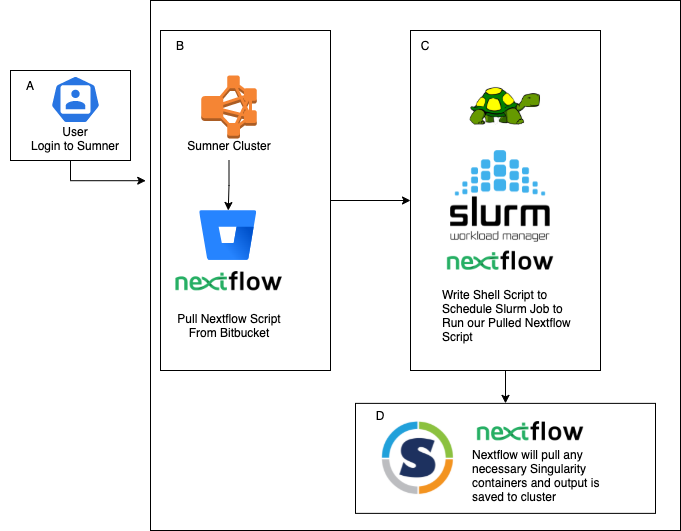 A
User
Login to Sumner
B
Sumner Cluster
nextflow
Pull Nextflow Script
From Bitbucket
C
slurm
workload manager
nextflow
Write Shell Script to
Schedule Slurm Job to
Run our Pulled Nextflow
Script
D
S
nextflow
Nextflow will pull any
necessary Singularity
containers and output is
saved to cluster